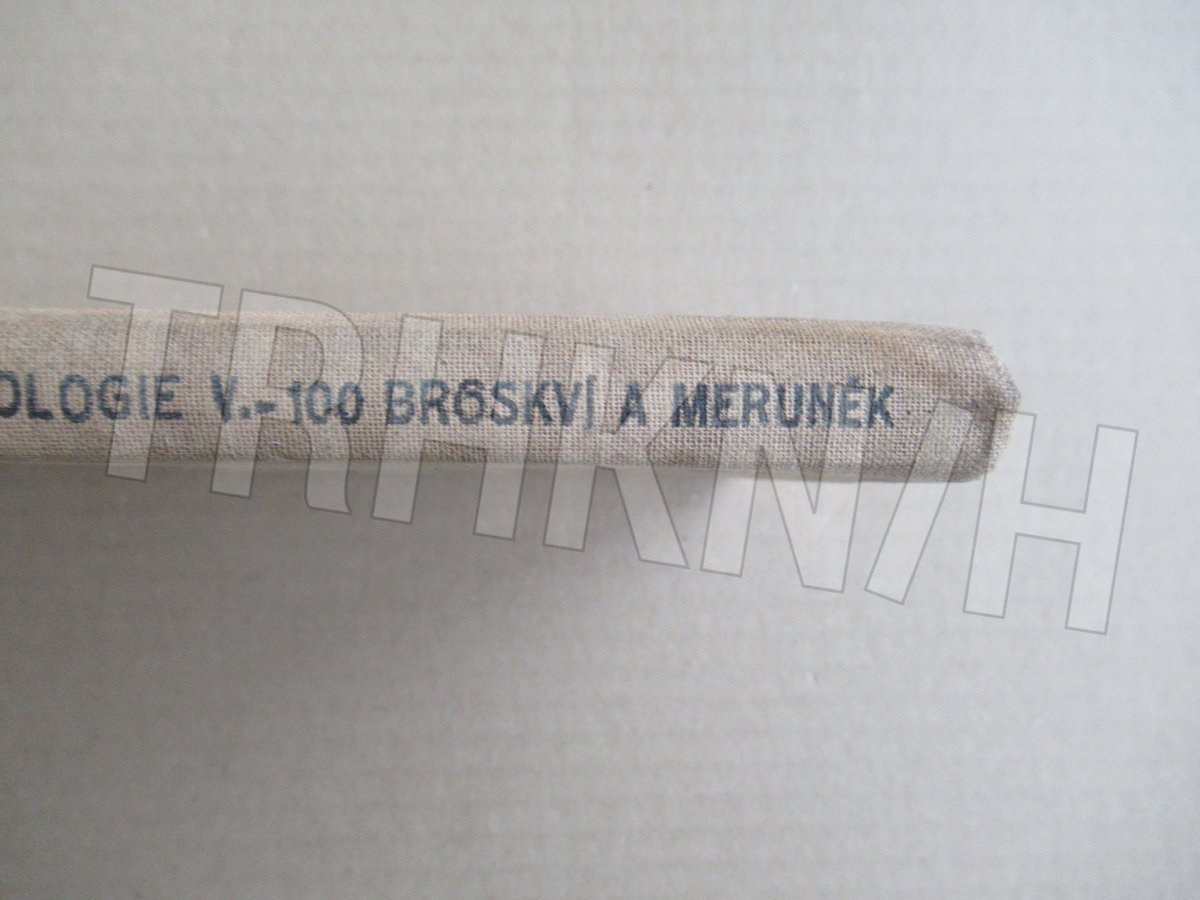 OLOGIE V.-100 BROSKVÍ A MERUNĚK
TRHKNIH